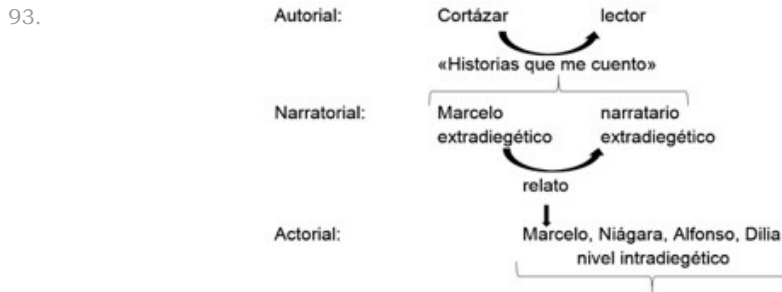 93.
Autorial: Cortázar lector
«Historias que me cuento»
Narratorial: Marcelo narratario
extradiegético extradiegético
relato
Actorial: Marcelo, Niágara, Alfonso, Dilia
nivel intradiegético